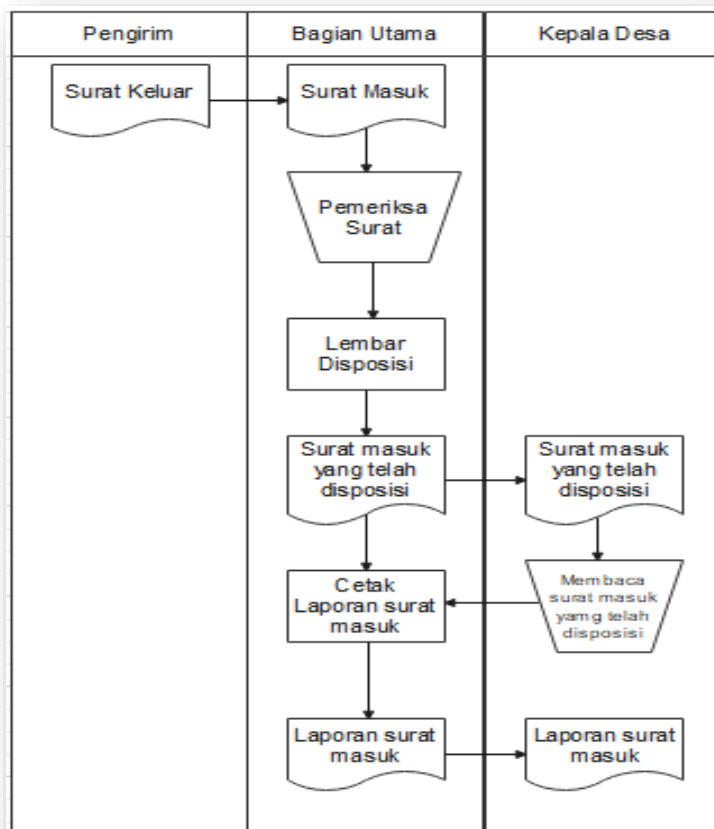 Pengirim
Bagian Utama
Kepala Desa
Surat Keluar
Surat Masuk
Pemeriksa
Surat
Lembar
Disposisi
Surat masuk
yang telah
disposisi
Surat masuk
yang telah
disposisi
Cetak
Laporan surat
masuk
Membaca
surat masuk
yamg telah
disposisi
Laporan surat
masuk
Laporan surat
masuk